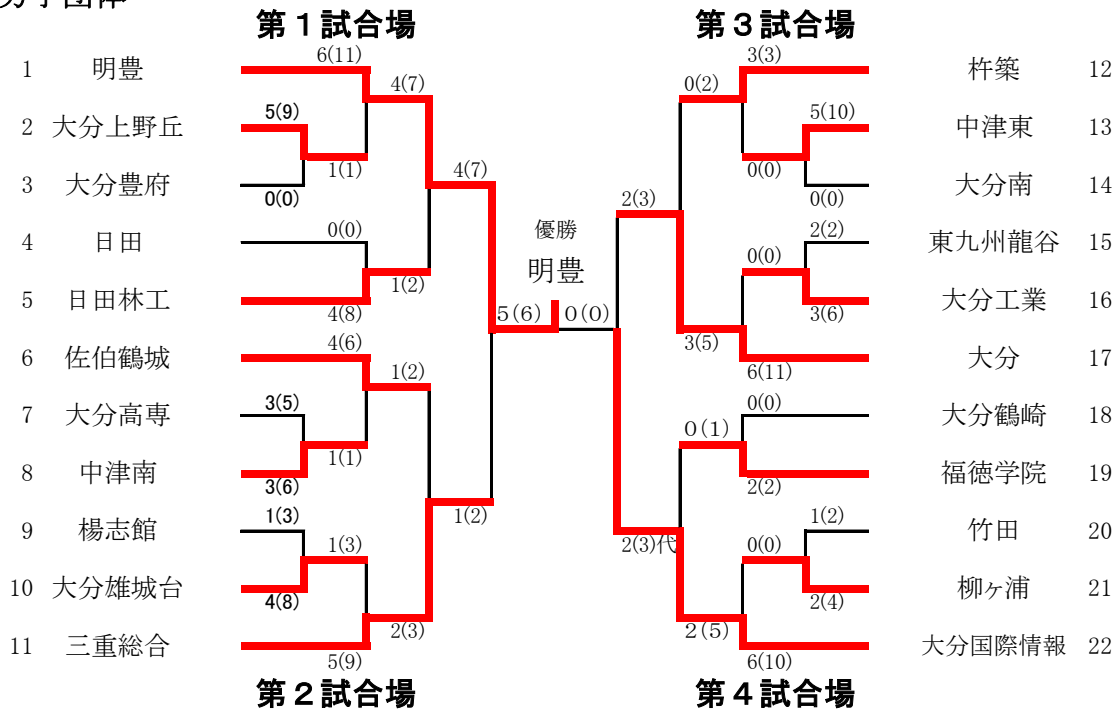 男子団体
第1試合場
1 明豊
2 大分上野丘
3 大分豊府
4 日田
5 日田林工
6 佐伯鶴城
7 大分高専
8 中津南
9 楊志館
10 大分雄城台
11 三重総合
第2試合場
6(11)
5(9)
0(0)
0(0)
4(8)
4(6)
3(5)
3(6)
1(3)
4(8)
5(9)
1(1)
1(1)
1(3)
4(7)
1(2)
1(2)
2(3)
4(7)
1(2)
優勝
明豊
5(6)
0(0)
2(3)
2(3)代
0(2)
3(5)
0(1)
2(5)
第3試合場
3(3)
5(10)
0(0)
0(0)
2(2)
0(0)
3(6)
6(11)
0(0)
2(2)
1(2)
0(0)
2(4)
6(10)
杵築 12
中津東 13
大分南 14
東九州龍谷 15
大分工業 16
大分 17
大分鶴崎 18
福徳学院 19
竹田 20
柳ヶ浦 21
大分国際情報 22
第4試合場